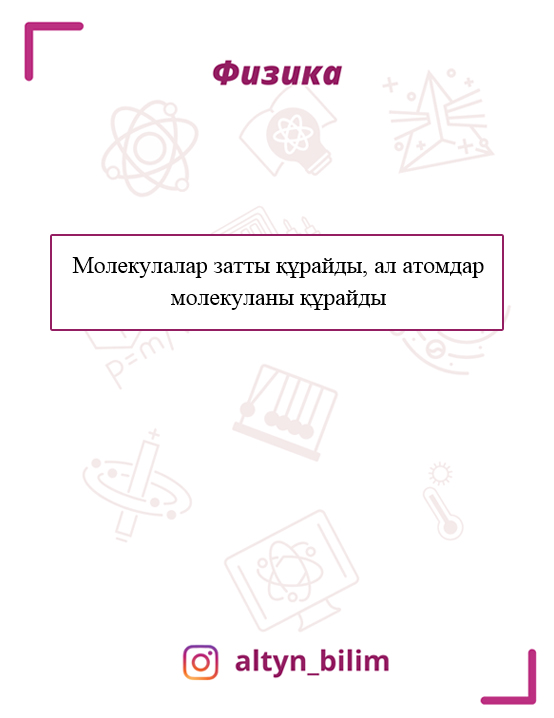 Физика
Молекулалар затты құрайды, ал атомдар
молекуланы құрайды
p=m/
altyn_bilim